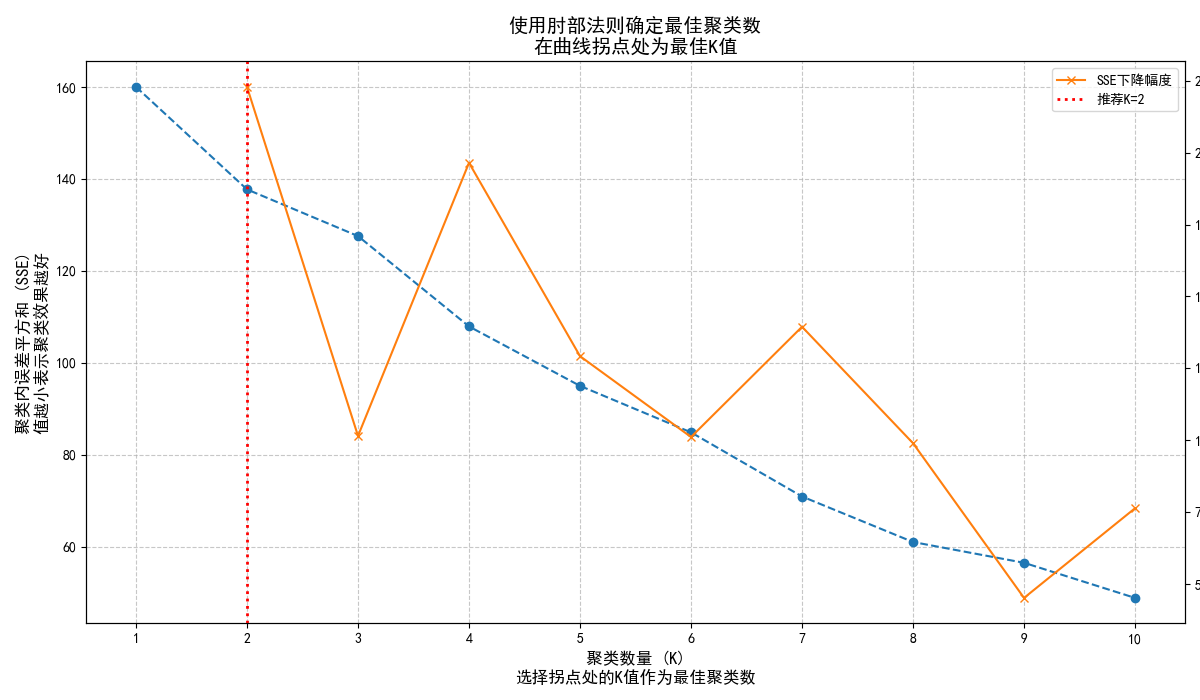 使用肘部法则确定最佳聚类数
在曲线拐点处为最佳K值
SSE下降幅度
推荐K=2
聚类内误差平方和 (SSE)
值越小表示聚类效果越好
160
140
120
100
80
60
1 2 3 4 5 6 7 8 9 10
聚类数量 (K)
选择拐点处的K值作为最佳聚类数